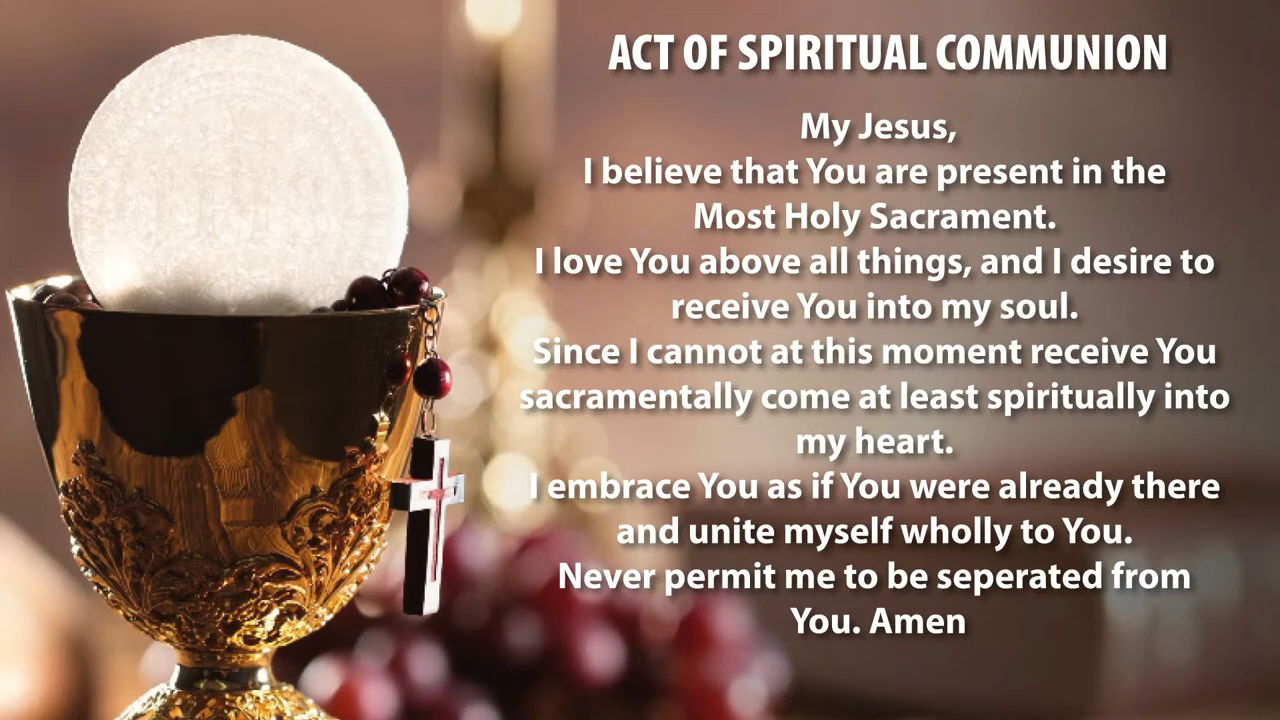 ACT OF SPIRITUAL COMMUNION
My Jesus,
I believe that You are present in the
Most Holy Sacrament.
I love You above all things, and I desire to
receive You into my soul.
Since I cannot at this moment receive You
sacramentally come at least spiritually into
my heart.
I embrace You as if You were already there
and unite myself wholly to You.
Never permit me to be seperated from
You. Amen